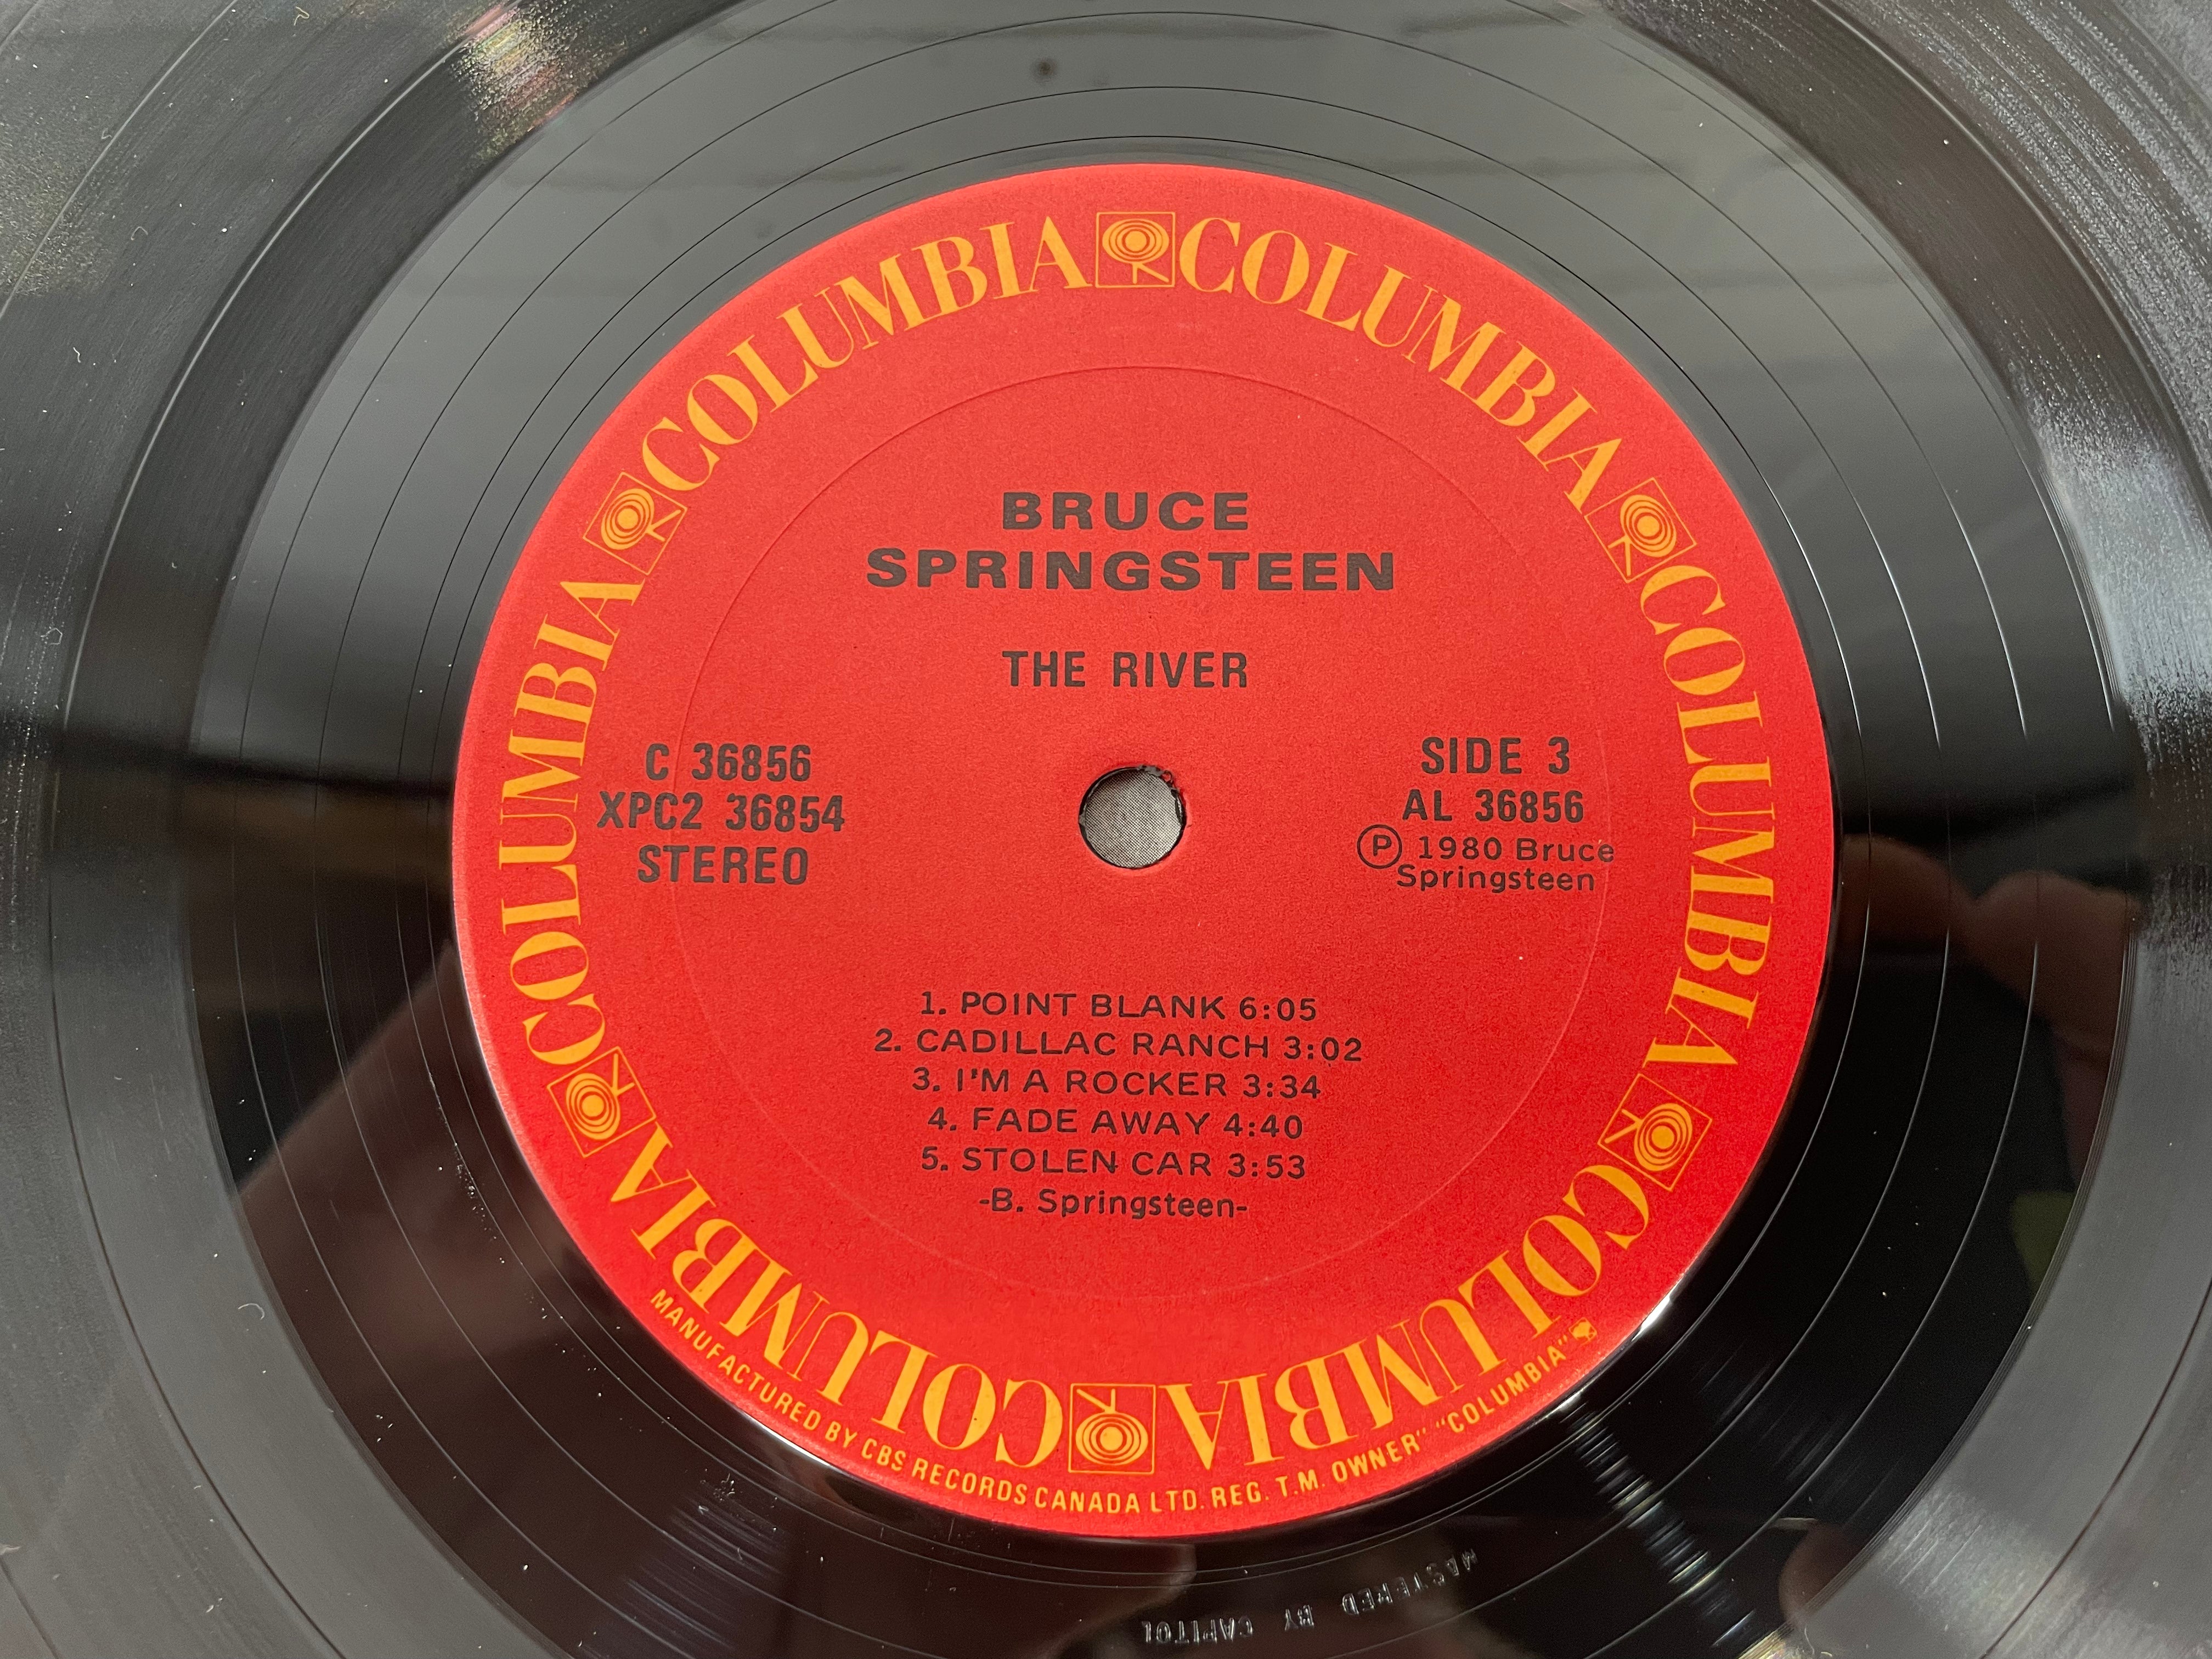 COLUMBIA COLUMBIA COLUMBIA COLUMBIA COLUMBIA COLUMBIA
BRUCE
SPRINGSTEEN
THE RIVER
C 36856
XPC2 36854
STEREO
SIDE 3
AL 36856
Ⓟ 1980 Bruce
Springsteen
1. POINT BLANK 6:05
2. CADILLAC RANCH 3:02
3. I'M A ROCKER 3:34
4. FADE AWAY 4:40
5. STOLEN CAR 3:53
-B. Springsteen-
MANUFACTURED BY CBS RECORDS CANADA LTD. REG. T.M. OWNER" "COLUMBIA"
MASTERED BY CAPITOL